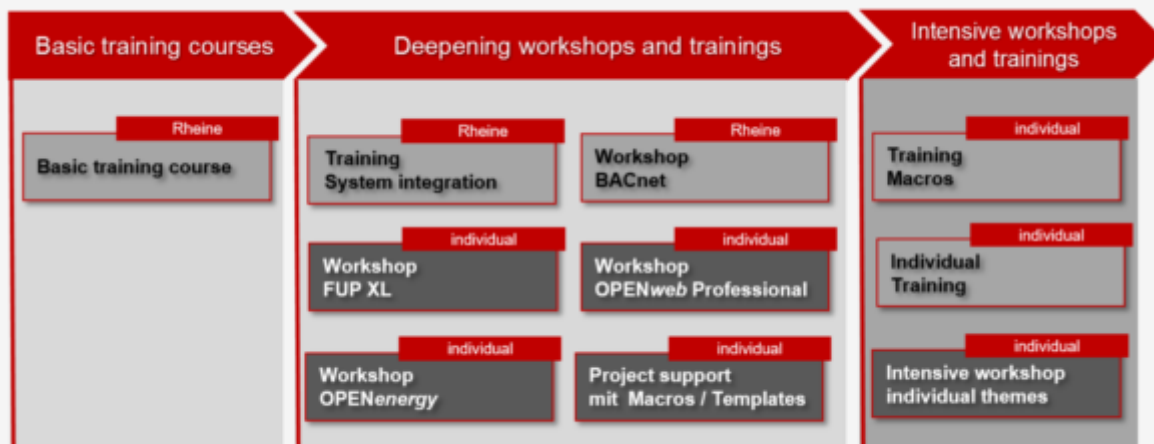 Basic training courses
Deepening workshops and trainings
Intensive workshops
and trainings
Rheine
Basic training course
Rheine
Training
System integration
Rheine
Workshop
BACnet
individual
Workshop
FUP XL
individual
Workshop
OPENweb Professional
individual
Workshop
OPENenergy
individual
Project support
mit Macros / Templates
individual
Training
Macros
individual
Individual
Training
individual
Intensive workshop
individual themes